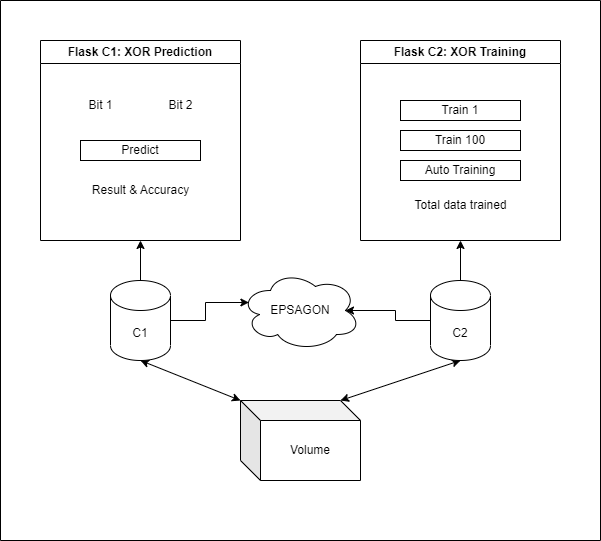 Flask C1: XOR Prediction
Bit 1
Bit 2
Predict
Result & Accuracy
Flask C2: XOR Training
Train 1
Train 100
Auto Training
Total data trained
C1
EPSAGON
C2
Volume